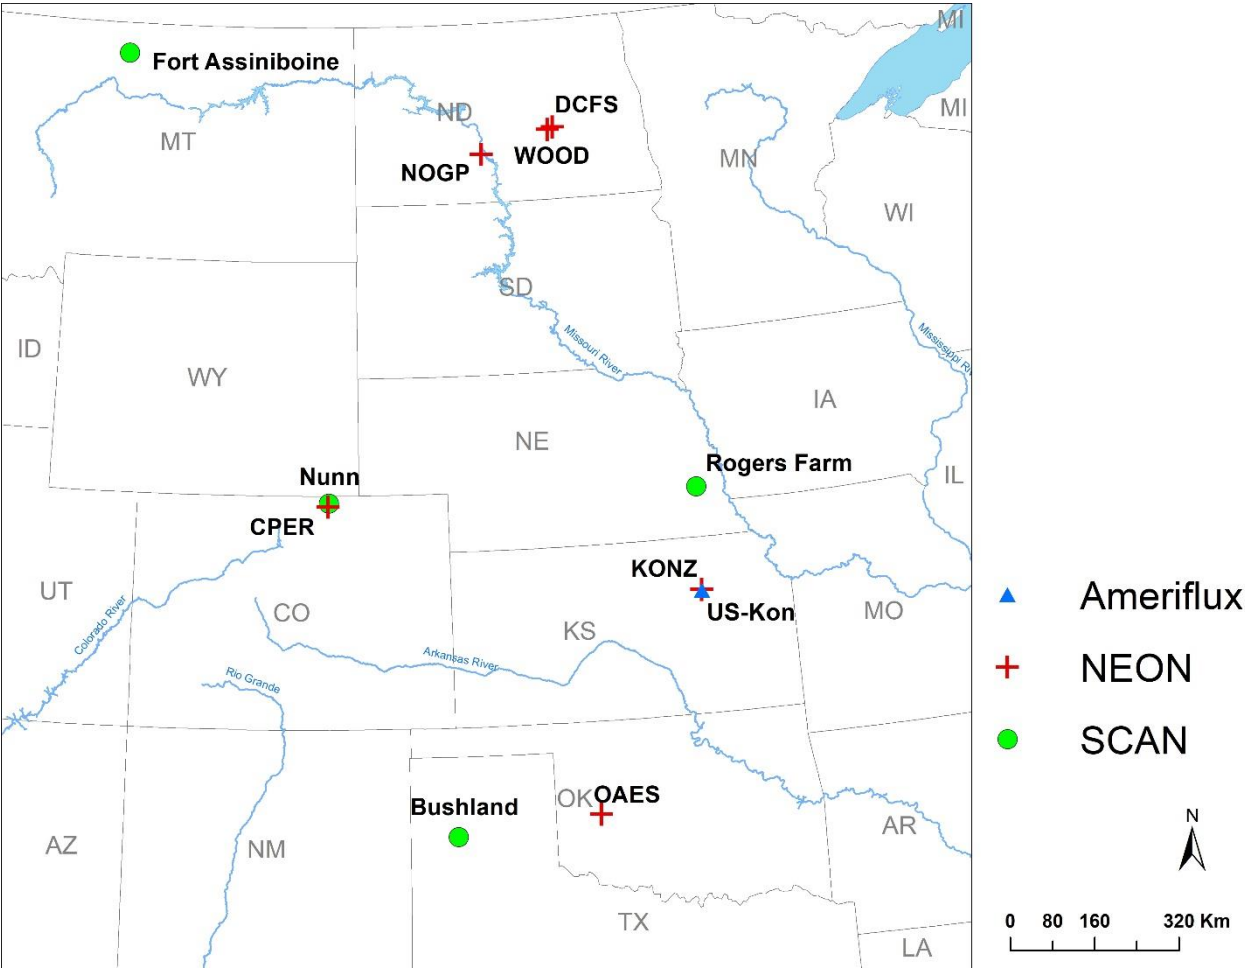 MI
Fort Assiniboine
DCFS
ND
MI
MT
WOOD
MN
NOGP
WI
SD
Missouri River
Mississippi Riv
ID
WY
IA
NE
Rogers Farm
IL
Nunn
CPER
KONZ
UT
US-Kon
CO
MO
KS
Colorado River
Arkansas River
Rio Grande
OK
OAES
Bushland
AR
AZ
NM
TX
LA
Ameriflux
NEON
SCAN
N
0 80 160 320 Km